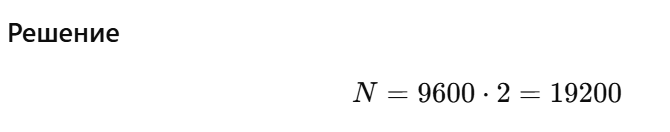 Решение
N = 9600 · 2 = 19200